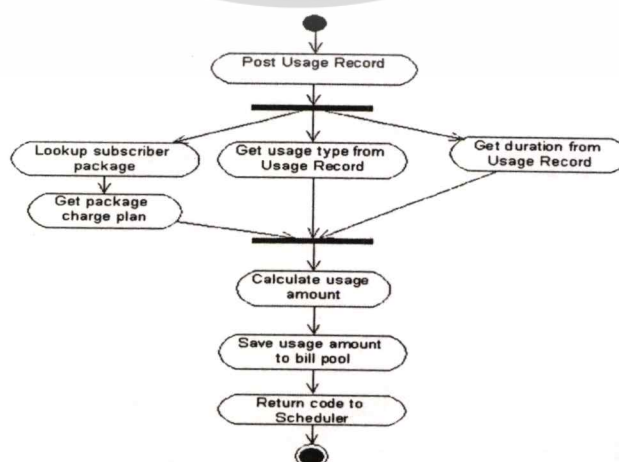 Post Usage Record
Lookup subscriber
package
Get usage type from
Usage Record
Get duration from
Usage Record
Get package
charge plan
Calculate usage
amount
Save usage amount
to bill pool
Return code to
Scheduler